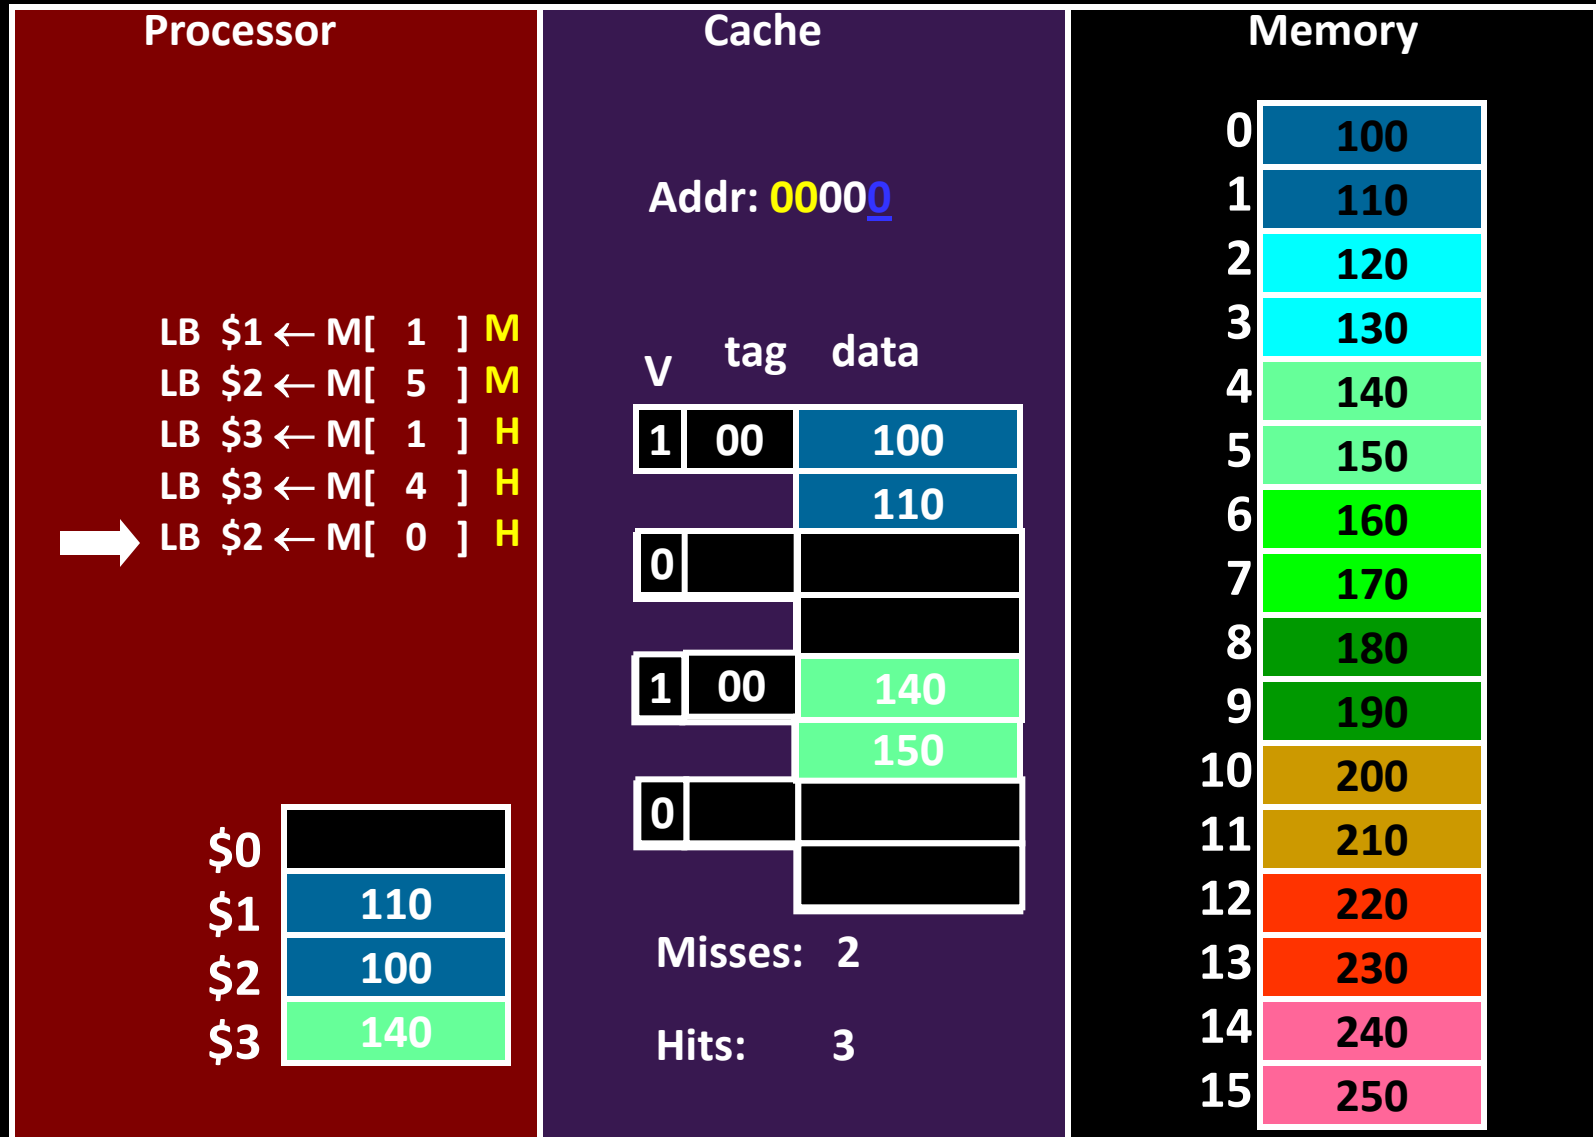 Processor
LB $1 ← M[ 1 ] M
LB $2 ← M[ 5 ] M
LB $3 ← M[ 1 ] H
LB $3 ← M[ 4 ] H
LB $2 ← M[ 0 ] H
$0
$1 110
$2 100
$3 140
Cache
Addr: 00000
V tag data
1 00 100
110
0
1 00 140
150
0
Misses: 2
Hits: 3
Memory
0 100
1 110
2 120
3 130
4 140
5 150
6 160
7 170
8 180
9 190
10 200
11 210
12 220
13 230
14 240
15 250